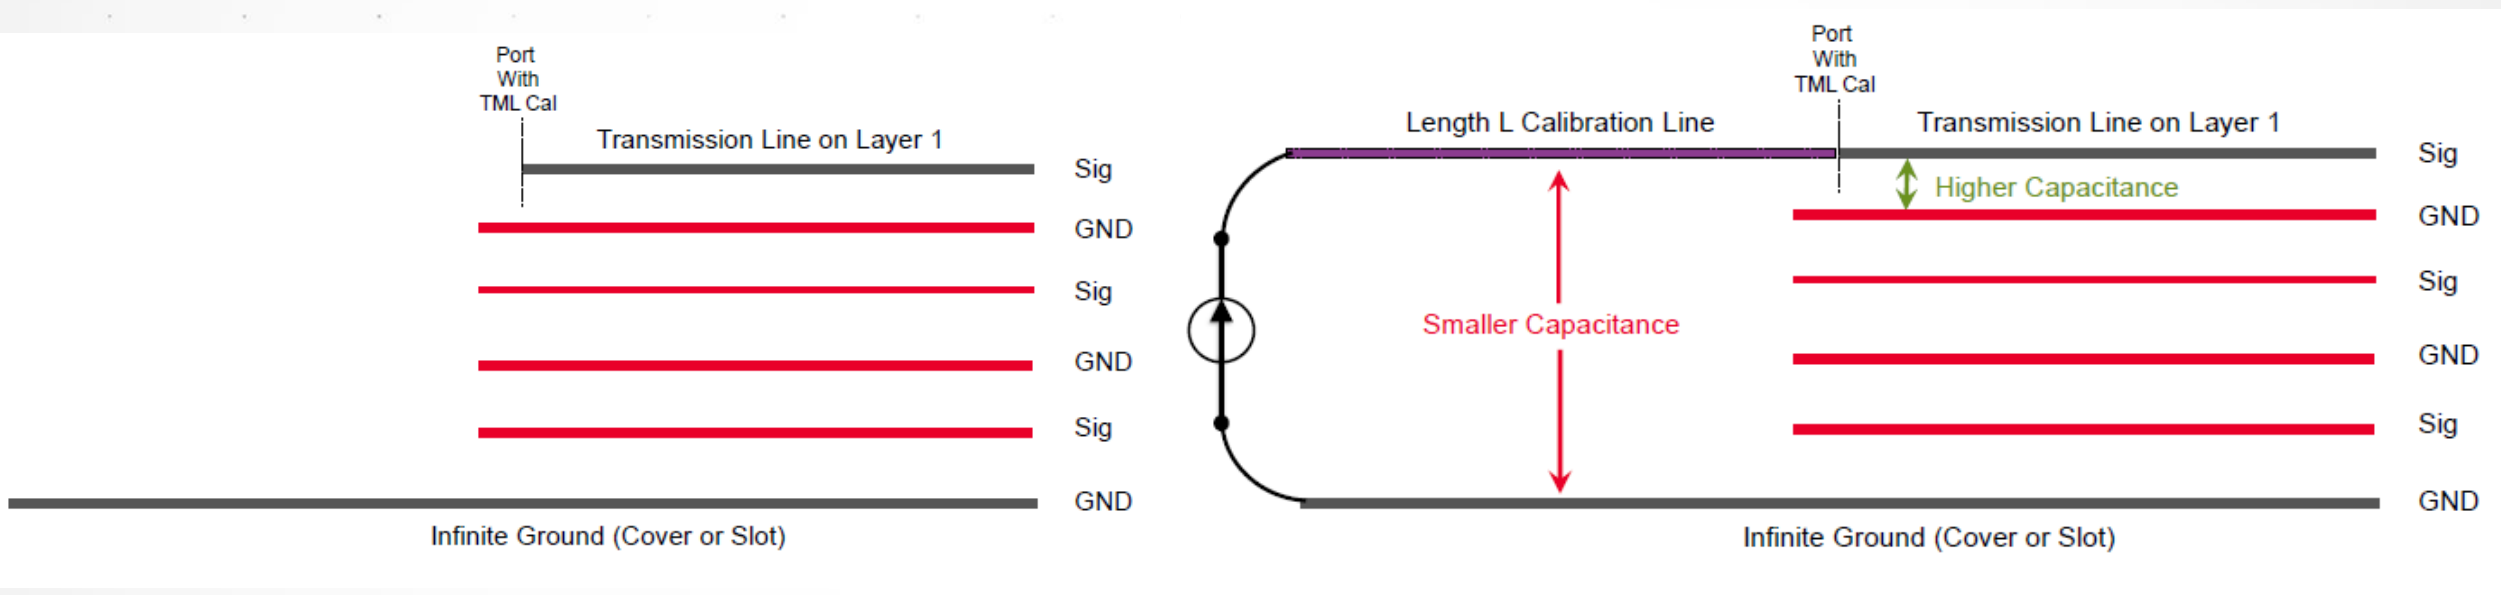 Port
With
TML Cal
Transmission Line on Layer 1
Sig
GND
Sig
GND
Sig
GND
Infinite Ground (Cover or Slot)
Port
With
TML Cal
Length L Calibration Line
Transmission Line on Layer 1
Sig
Higher Capacitance
GND
Sig
Smaller Capacitance
GND
Sig
GND
Infinite Ground (Cover or Slot)